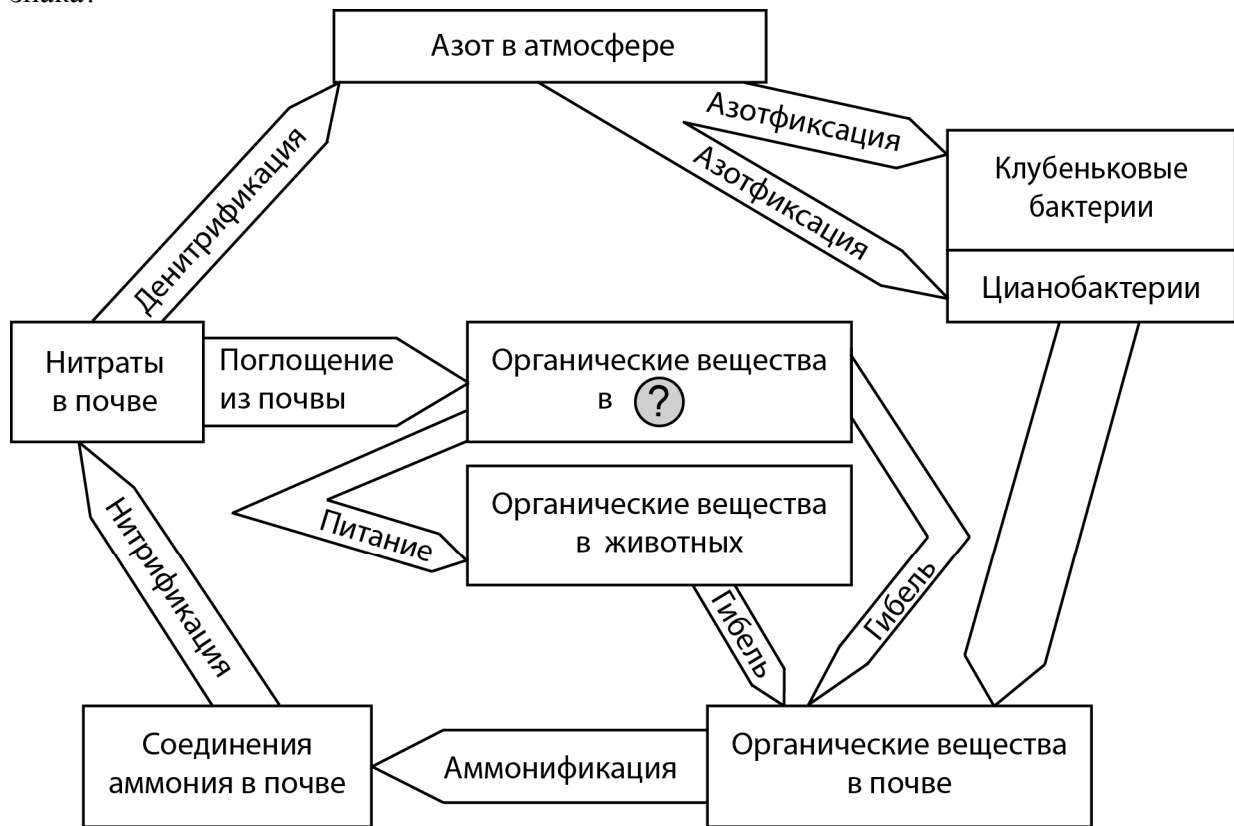 знака?
Азот в атмосфере
Азотфиксация
Азотфиксация
Клубеньковые
бактерии
Цианобактерии
Денитрификация
Нитраты
в почве
Поглощение
из почвы
Органические вещества
в ?
Питание
Органические вещества
в животных
Гибель
Гибель
Нитрификация
Соединения
аммония в почве
Аммонификация
Органические вещества
в почве